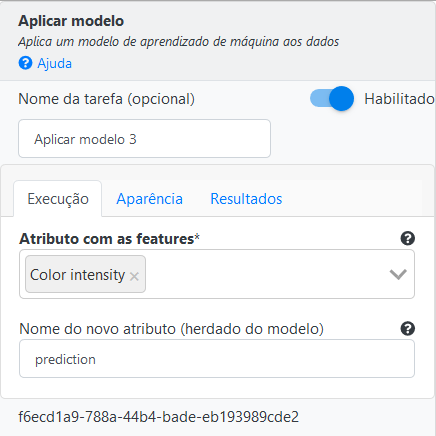 Aplicar modelo
Aplica um modelo de aprendizado de máquina aos dados
Ajuda
Nome da tarefa (opcional) Habilitado
Aplicar modelo 3
Execução Aparência Resultados
Atributo com as features*
Color intensity ×
Nome do novo atributo (herdado do modelo)
prediction
f6ecd1a9-788a-44b4-bade-eb193989cde2